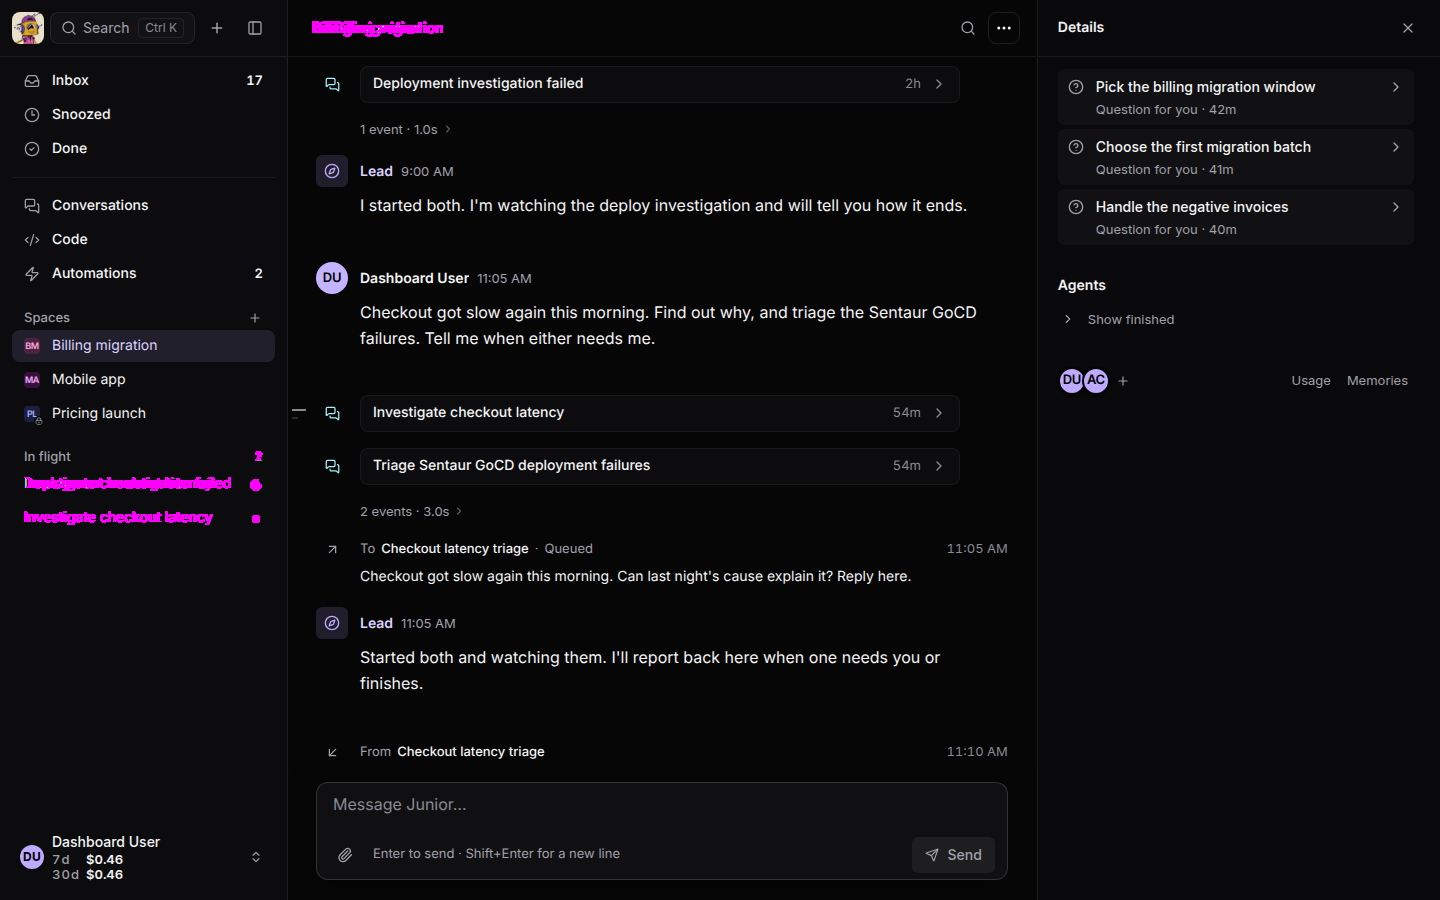 Search Ctrl K
Inbox 17
Snoozed
Done
Conversations
Code
Automations 2
Spaces
BM Billing migration
MA Mobile app
PL Pricing launch
In flight
Investigate checkout latency
DU Dashboard User
7d $0.46
30d $0.46
Deployment investigation failed 2h
1 event · 1.0s
Lead 9:00 AM
I started both. I'm watching the deploy investigation and will tell you how it ends.
DU Dashboard User 11:05 AM
Checkout got slow again this morning. Find out why, and triage the Sentaur GoCD
failures. Tell me when either needs me.
Investigate checkout latency 54m
Triage Sentaur GoCD deployment failures 54m
2 events · 3.0s
To Checkout latency triage · Queued 11:05 AM
Checkout got slow again this morning. Can last night's cause explain it? Reply here.
Lead 11:05 AM
Started both and watching them. I'll report back here when one needs you or
finishes.
From Checkout latency triage 11:10 AM
Message Junior...
Enter to send · Shift+Enter for a new line Send
Details
Pick the billing migration window
Question for you · 42m
Choose the first migration batch
Question for you · 41m
Handle the negative invoices
Question for you · 40m
Agents
Show finished
DU AC Usage Memories